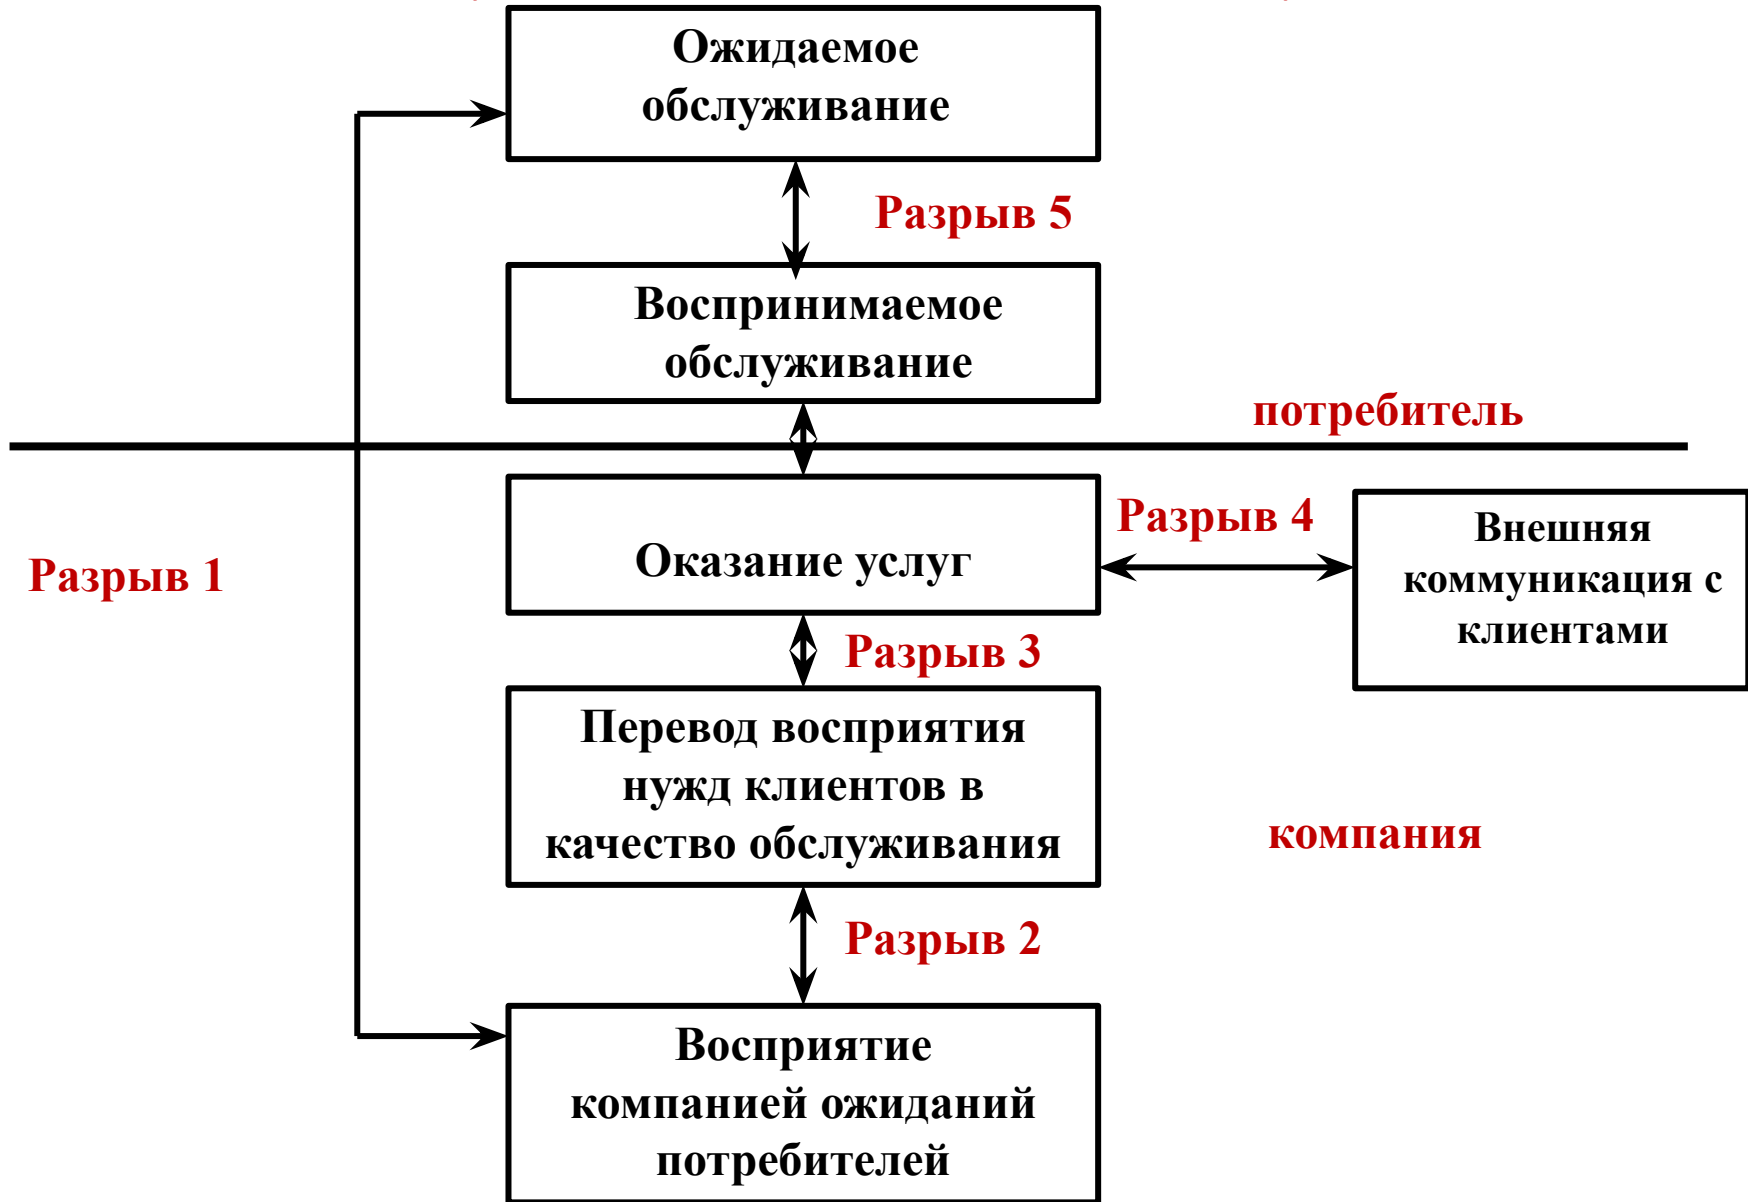 Ожидаемое
обслуживание
Разрыв 5
Воспринимаемое
обслуживание
потребитель
Разрыв 4
Оказание услуг
Внешняя
коммуникация с
клиентами
Разрыв 1
Разрыв 3
Перевод восприятия
нужд клиентов в
качество обслуживания
компания
Разрыв 2
Восприятие
компанией ожиданий
потребителей